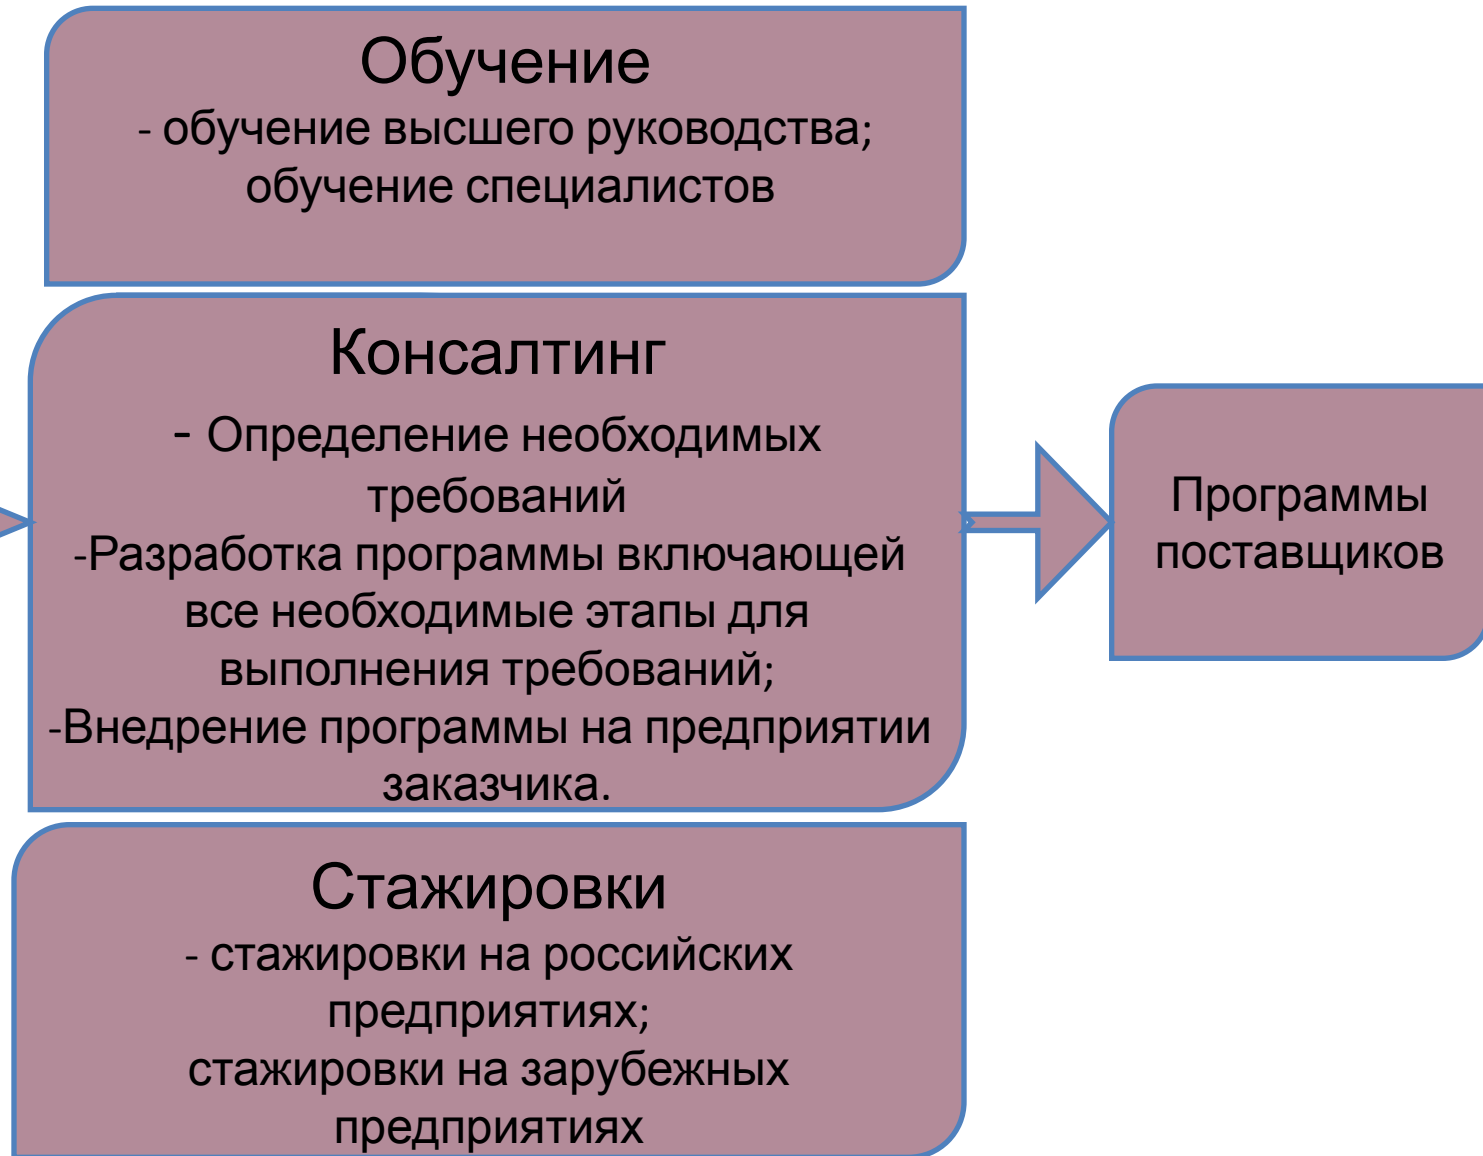 Обучение
- обучение высшего руководства;
обучение специалистов
Консалтинг
- Определение необходимых
требований
-Разработка программы включающей
все необходимые этапы для
выполнения требований;
-Внедрение программы на предприятии
заказчика.
Программы
поставщиков
Стажировки
- стажировки на российских
предприятиях;
стажировки на зарубежных
предприятиях